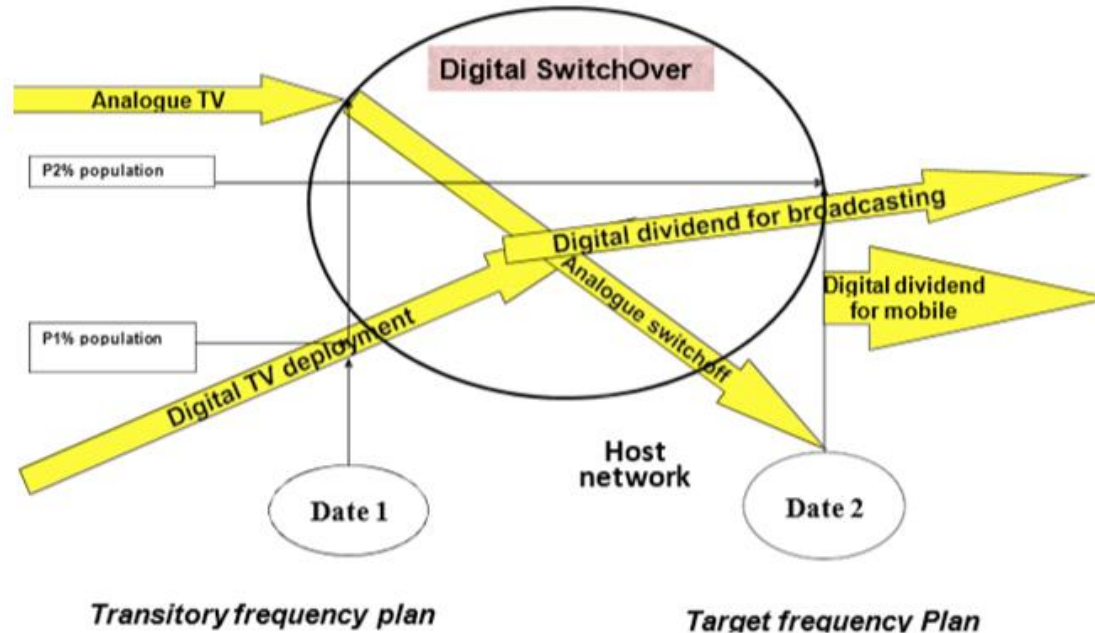 Digital SwitchOver
Analogue TV
P2% population
Digital dividend for broadcasting
Analogue switchoff
Digital dividend
for mobile
P1% population
Digital TV deployment
Host
network
Date 1
Date 2
Transitory frequency plan
Target frequency Plan